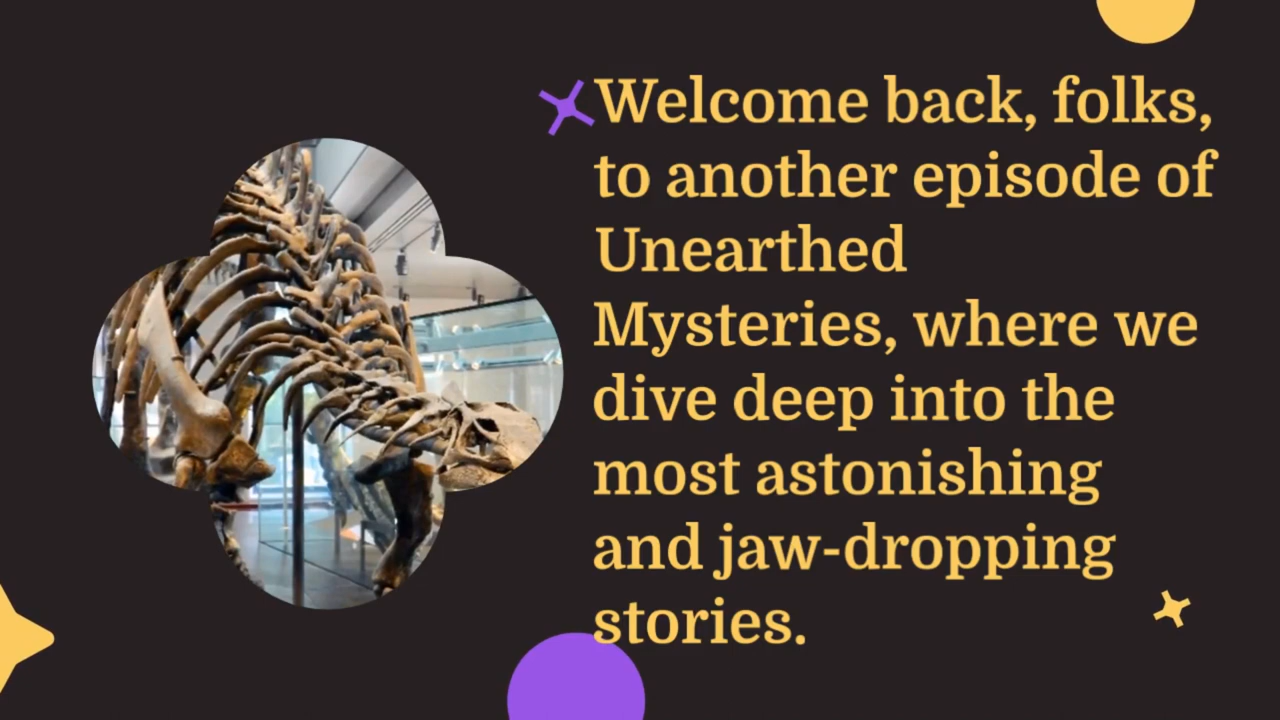 Welcome back, folks,
to another episode of
Unearthed
Mysteries, where we
dive deep into the
most astonishing
and jaw-dropping
stories.